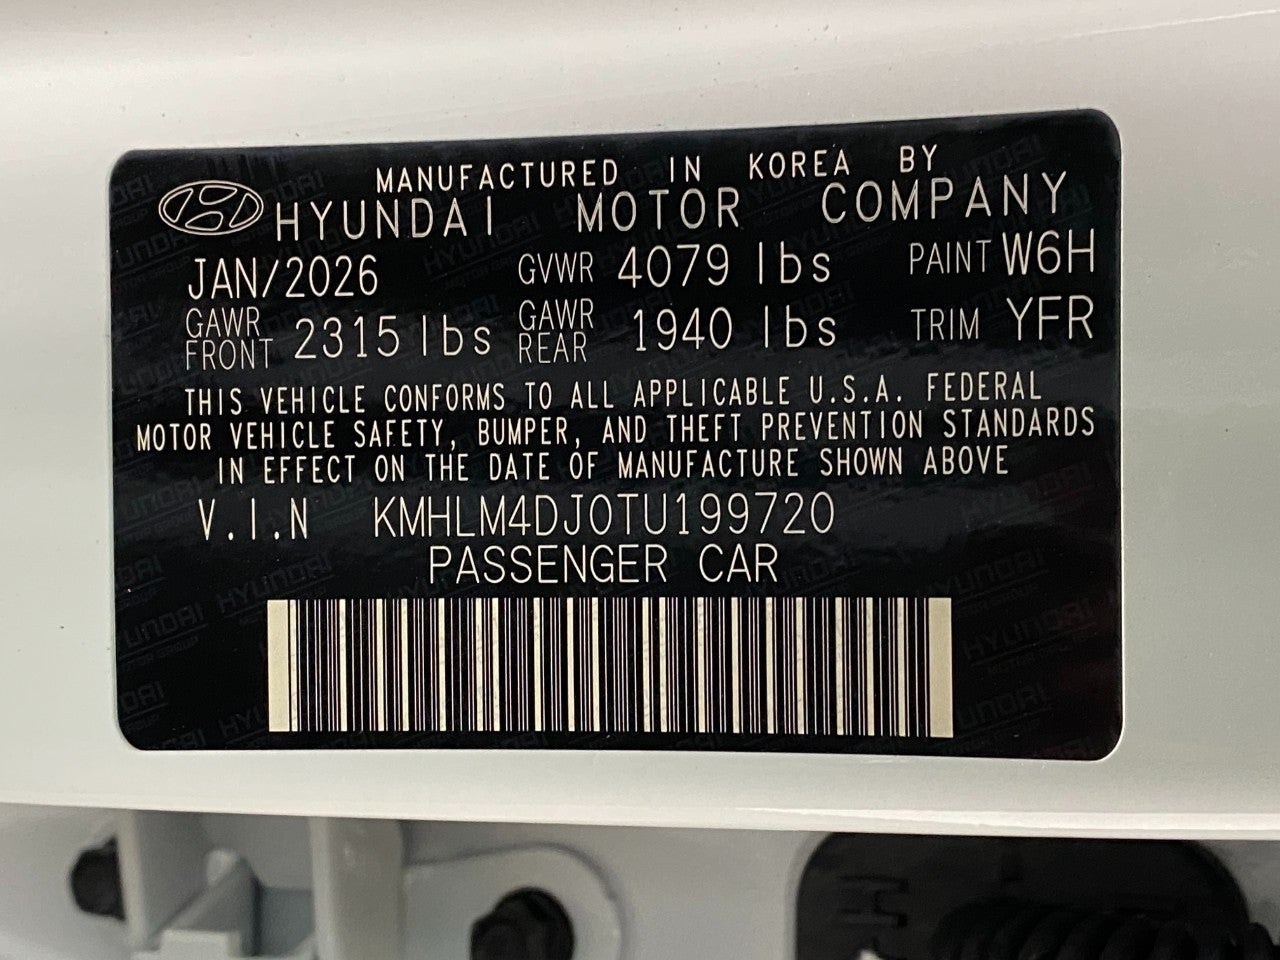 MANUFACTURED IN KOREA BY
HYUNDAI MOTOR COMPANY
JAN/2026 GVWR 4079 lbs PAINT W6H
GAWR FRONT 2315 lbs GAWR REAR 1940 lbs TRIM YFR
THIS VEHICLE CONFORMS TO ALL APPLICABLE U.S.A. FEDERAL
MOTOR VEHICLE SAFETY, BUMPER, AND THEFT PREVENTION STANDARDS
IN EFFECT ON THE DATE OF MANUFACTURE SHOWN ABOVE
V.I.N KMHLM4DJ0TU199720
PASSENGER CAR